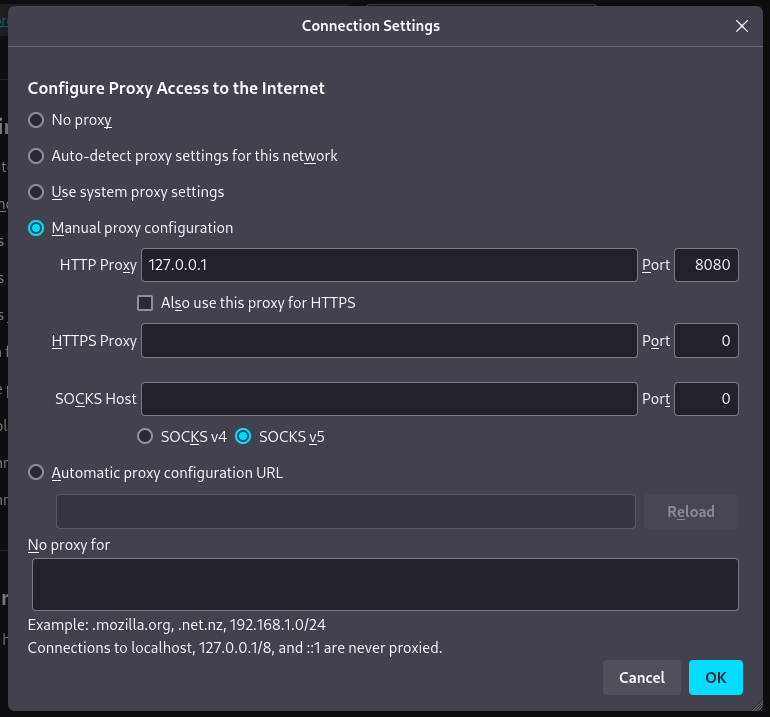 Connection Settings
Configure Proxy Access to the Internet
No proxy
Auto-detect proxy settings for this network
Use system proxy settings
Manual proxy configuration
HTTP Proxy 127.0.0.1 Port 8080
Also use this proxy for HTTPS
HTTPS Proxy Port 0
SOCKS Host Port 0
SOCKS v4 SOCKS v5
Automatic proxy configuration URL
Reload
No proxy for
Example: .mozilla.org, .net.nz, 192.168.1.0/24
Connections to localhost, 127.0.0.1/8, and ::1 are never proxied.
Cancel OK